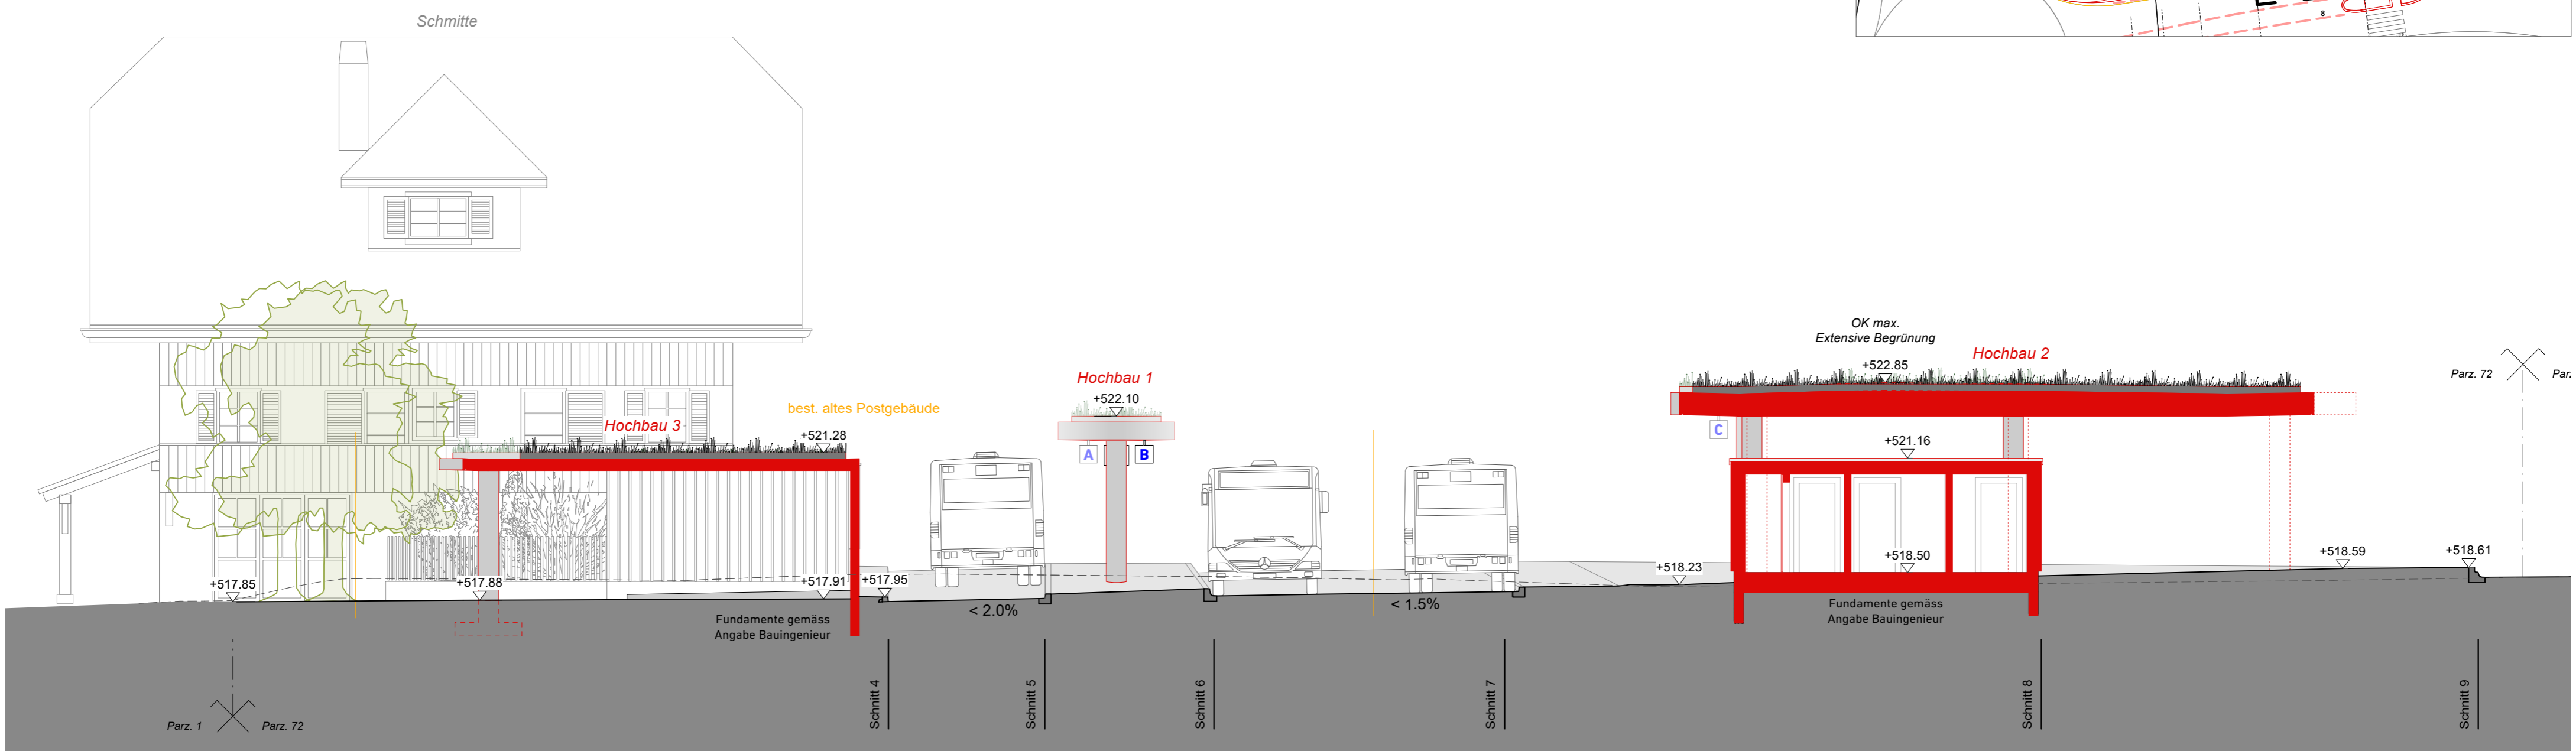 Schmitte
8
OK max.
Extensive Begrünung
+522.85
Hochbau 2
Parz. 72
Par.
Hochbau 1
+522.10
best. altes Postgebäude
Hochbau 3
+521.28
A
B
C
+521.16
+517.85
+517.88
+517.91
+517.95
+518.23
+518.50
+518.59
+518.61
< 2.0%
< 1.5%
Fundamente gemäss
Angabe Bauingenieur
Fundamente gemäss
Angabe Bauingenieur
Schnitt 4
Schnitt 5
Schnitt 6
Schnitt 7
Schnitt 8
Schnitt 9
Parz. 1
Parz. 72